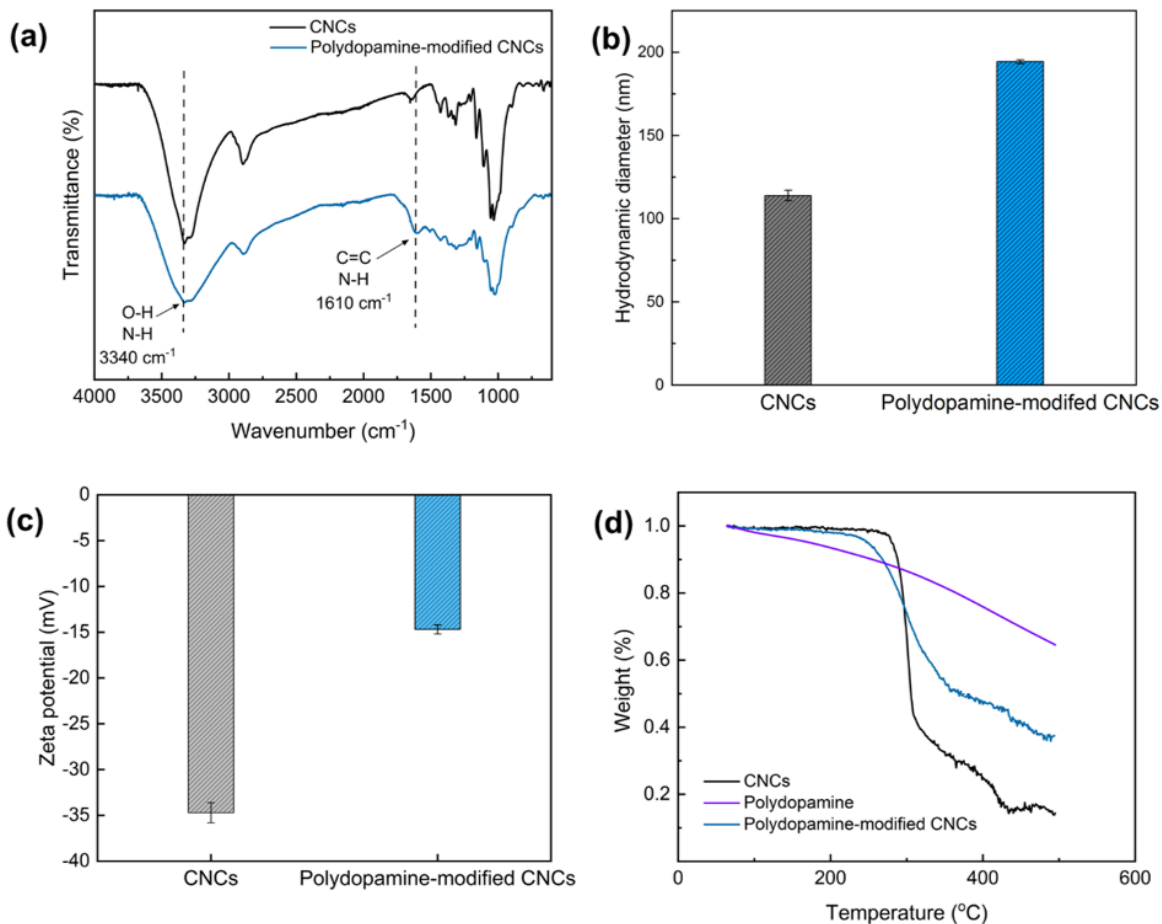 (a)
CNCs
Polydopamine-modified CNCs
Transmittance (%)
C=C
N-H
1610 cm⁻¹
O-H
N-H
3340 cm⁻¹
4000 3500 3000 2500 2000 1500 1000
Wavenumber (cm⁻¹)
(b)
Hydrodynamic diameter (nm)
200
150
100
50
0
CNCs Polydopamine-modifed CNCs
(c)
Zeta potential (mV)
0
-5
-10
-15
-20
-25
-30
-35
-40
CNCs Polydopamine-modified CNCs
(d)
Weight (%)
1.0
0.8
0.6
0.4
0.2
CNCs
Polydopamine
Polydopamine-modified CNCs
0 200 400 600
Temperature (°C)